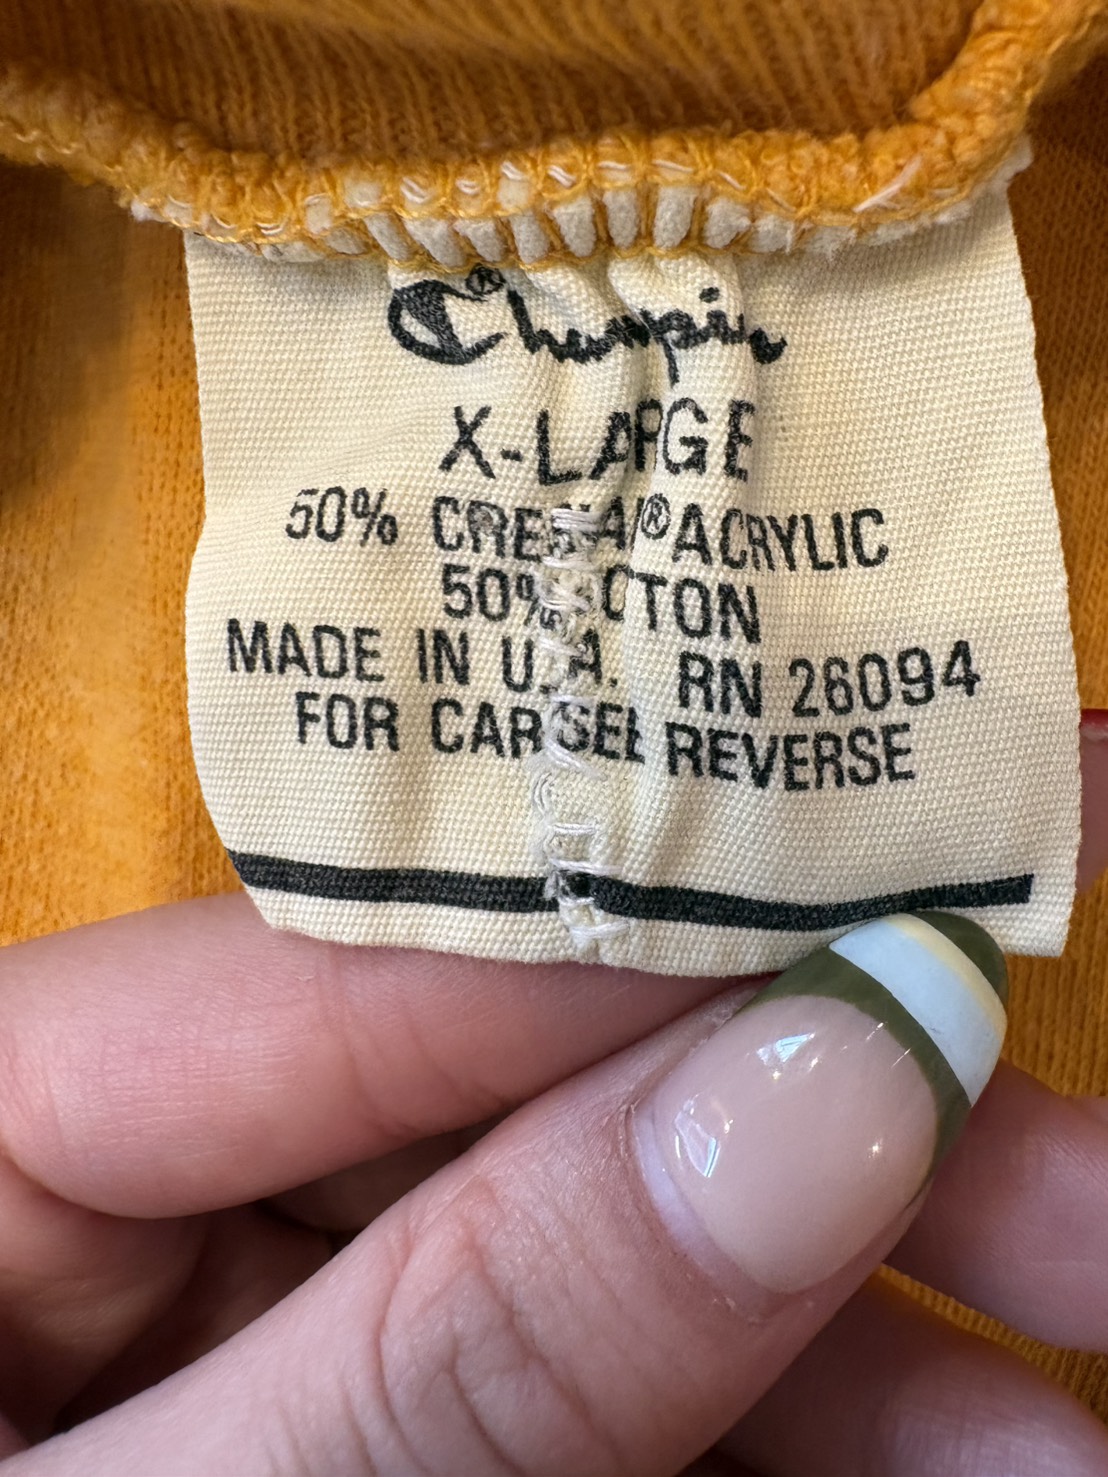 Champion®
X-LARGE
50% CRESLAN® ACRYLIC
50% COTTON
MADE IN U.S.A. RN 26094
FOR CARE SEE REVERSE